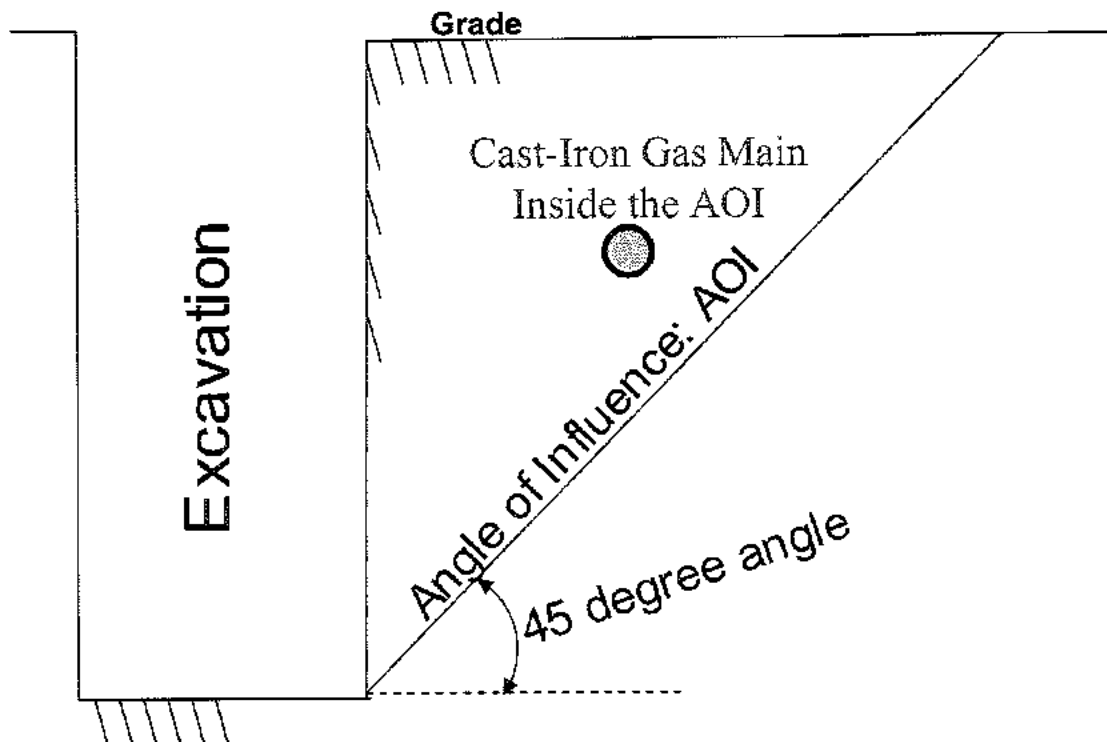 Grade
Cast-Iron Gas Main
Inside the AOI
Excavation
Angle of Influence: AOI
45 degree angle